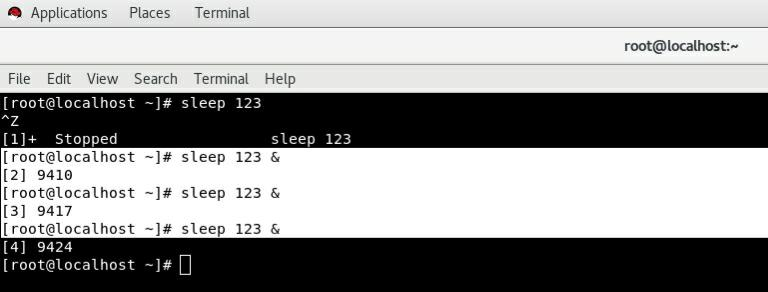 Applications Places Terminal
root@localhost:~
File Edit View Search Terminal Help
[root@localhost ~]# sleep 123
^Z
[1]+  Stopped                 sleep 123
[root@localhost ~]# sleep 123 &
[2] 9410
[root@localhost ~]# sleep 123 &
[3] 9417
[root@localhost ~]# sleep 123 &
[4] 9424
[root@localhost ~]#